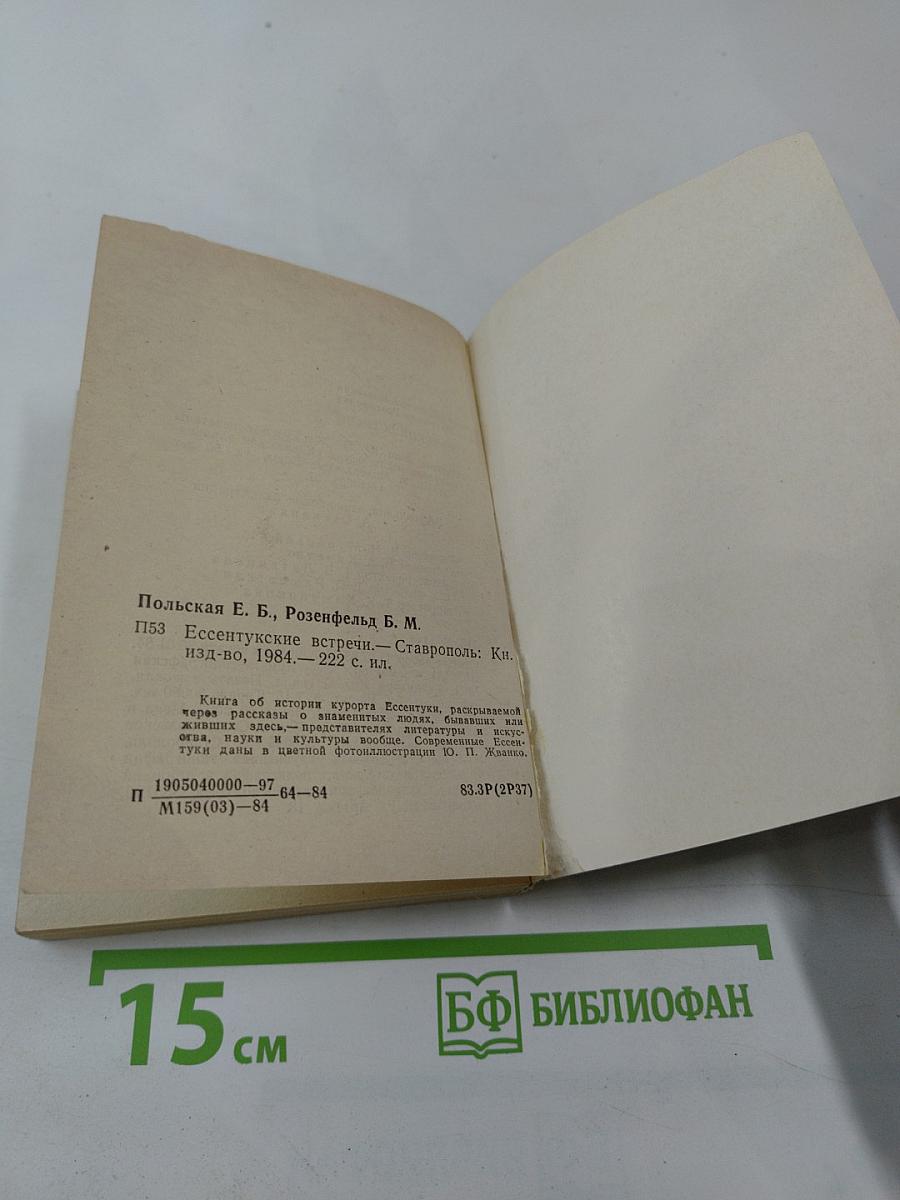 Польская Е. Б., Розенфельд Б. М.
П53 Ессентукские встречи.— Ставрополь: Кн.
изд-во, 1984.— 222 с. ил.
Книга об истории курорта Ессентуки, раскрываемой
через рассказы о знаменитых людях, бывавших или
живших здесь,— представителях литературы и искус-
ства, науки и культуры вообще. Современные Ессен-
туки даны в цветной фотоиллюстрации Ю. П. Жванко.
П 1905040000—97 64—84 83.3Р(2Р37)
М159(03)—84
15 см БФ БИБЛИОФАН